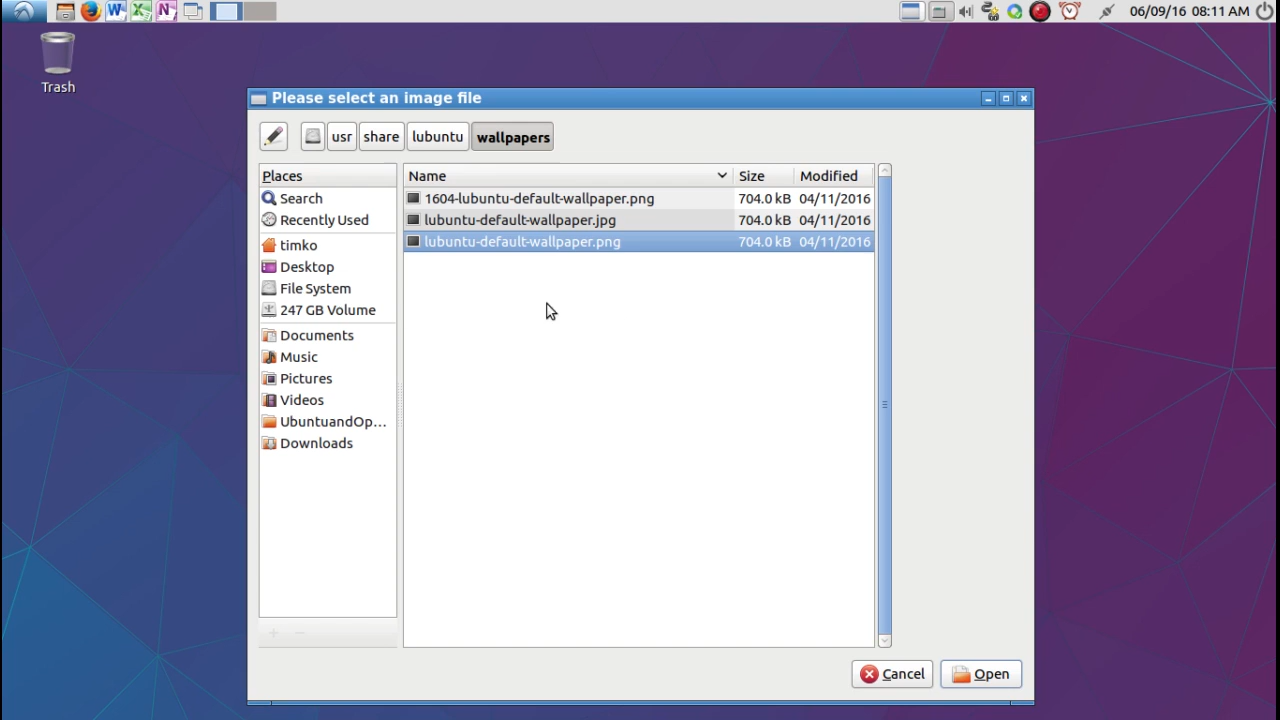 06/09/16 08:11 AM
Trash
Please select an image file
usr share lubuntu wallpapers
Places
Search
Recently Used
timko
Desktop
File System
247 GB Volume
Documents
Music
Pictures
Videos
UbuntuandOp...
Downloads
Name Size Modified
1604-lubuntu-default-wallpaper.png 704.0 kB 04/11/2016
lubuntu-default-wallpaper.jpg 704.0 kB 04/11/2016
lubuntu-default-wallpaper.png 704.0 kB 04/11/2016
Cancel Open